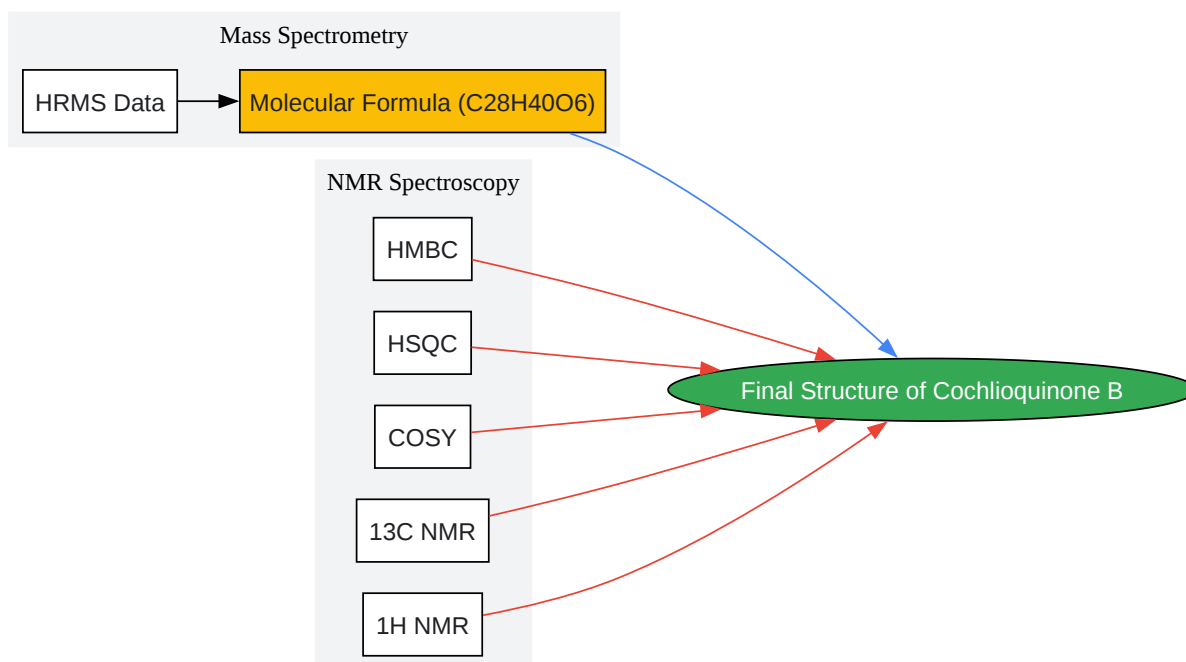 Mass Spectrometry
HRMS Data
Molecular Formula (C28H40O6)
NMR Spectroscopy
HMBC
HSQC
COSY
13C NMR
1H NMR
Final Structure of Cochlioquinone B